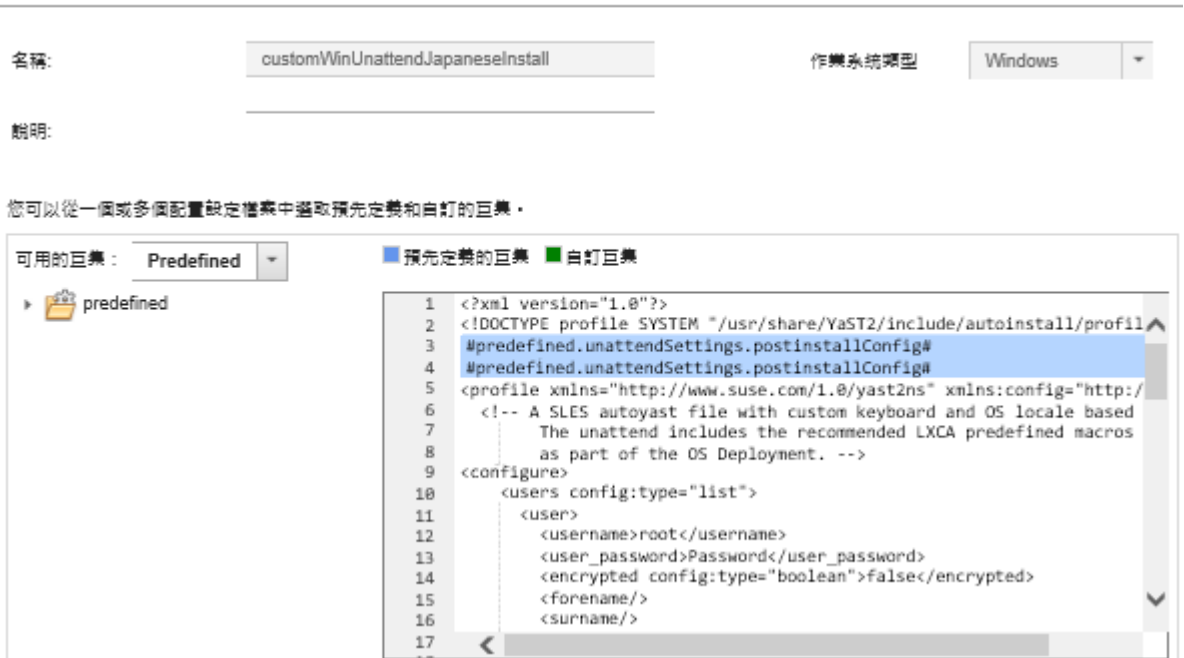 名稱: customWinUnattendJapaneseInstall 作業系統類型 Windows
說明:
您可以從一個或多個配置設定檔案中選取預先定義和自訂的巨集。
可用的巨集： Predefined 預先定義的巨集 自訂巨集
predefined
1 <?xml version="1.0"?>
2 <!DOCTYPE profile SYSTEM "/usr/share/YaST2/include/autoinstall/profil
3 #predefined.unattendSettings.postinstallConfig#
4 #predefined.unattendSettings.postinstallConfig#
5 <profile xmlns="http://www.suse.com/1.0/yast2ns" xmlns:config="http:/
6 <!-- A SLES autoyast file with custom keyboard and OS locale based
7 The unattend includes the recommended LXCA predefined macros
8 as part of the OS Deployment. -->
9 <configure>
10 <users config:type="list">
11 <user>
12 <username>root</username>
13 <user_password>Password</user_password>
14 <encrypted config:type="boolean">false</encrypted>
15 <forename/>
16 <surname/>
17